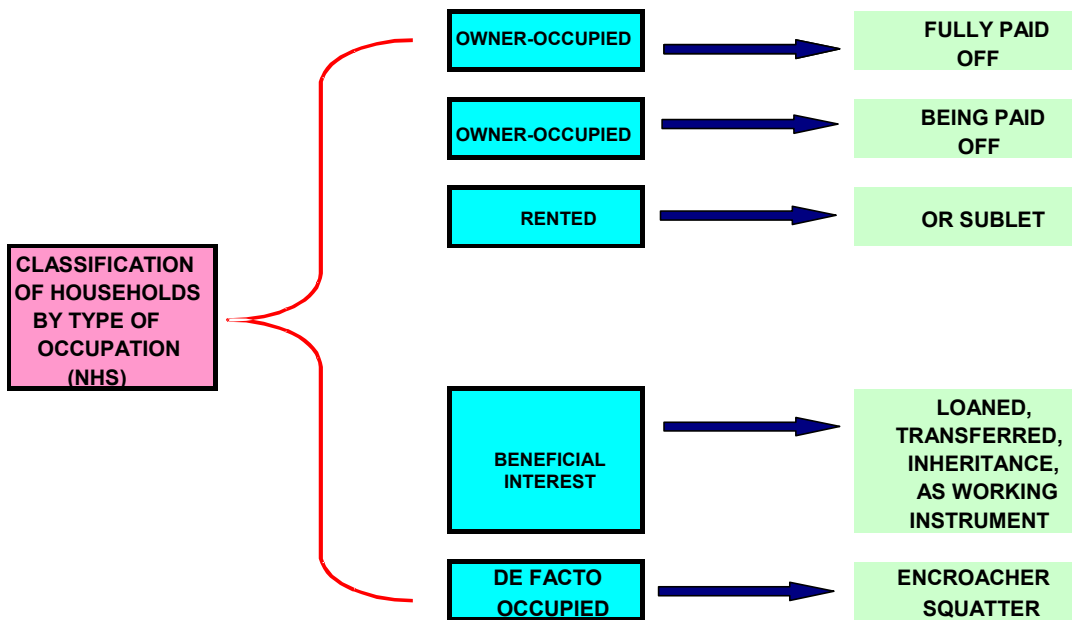 OWNER-OCCUPIED
FULLY PAID
OFF
OWNER-OCCUPIED
BEING PAID
OFF
RENTED
OR SUBLET
CLASSIFICATION
OF HOUSEHOLDS
BY TYPE OF
OCCUPATION
(NHS)
BENEFICIAL
INTEREST
LOANED,
TRANSFERRED,
INHERITANCE,
AS WORKING
INSTRUMENT
DE FACTO
OCCUPIED
ENCROACHER
SQUATTER